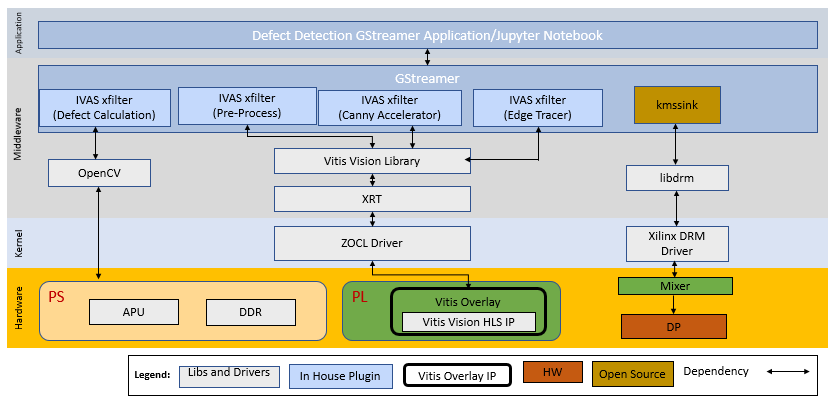 Application
Defect Detection GStreamer Application/Jupyter Notebook
Middleware
GStreamer
IVAS xfilter
(Defect Calculation)
IVAS xfilter
(Pre-Process)
IVAS xfilter
(Canny Accelerator)
IVAS xfilter
(Edge Tracer)
kmssink
OpenCV
Vitis Vision Library
libdrm
XRT
Kernel
ZOCL Driver
Xilinx DRM
Driver
Hardware
PS
APU
DDR
PL
Vitis Overlay
Vitis Vision HLS IP
Mixer
DP
Legend:
Libs and Drivers
In House Plugin
Vitis Overlay IP
HW
Open Source
Dependency